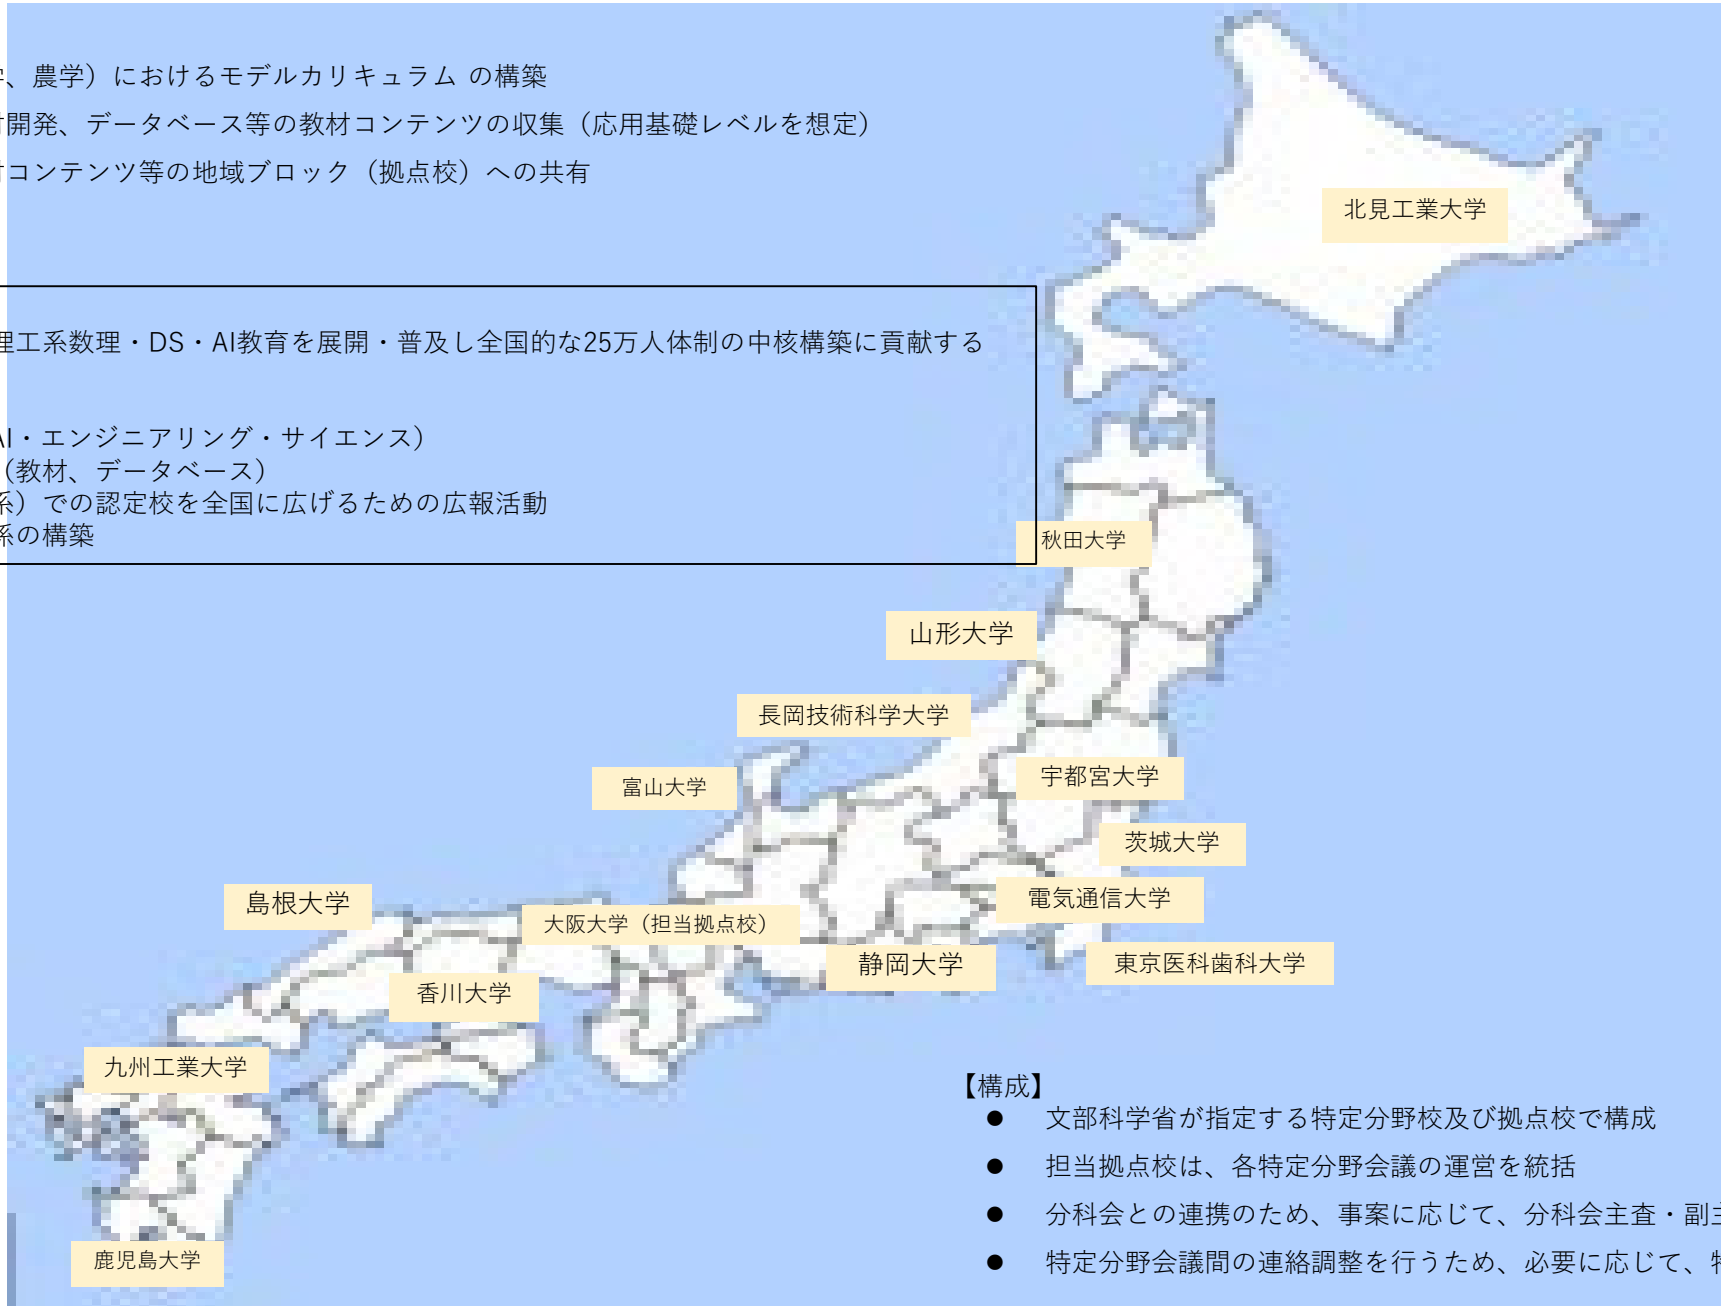 、農学）におけるモデルカリキュラム の構築
開発、データベース等の教材コンテンツの収集（応用基礎レベルを想定）
コンテンツ等の地域ブロック（拠点校）への共有
北見工業大学
理工系数理・DS・AI教育を展開・普及し全国的な25万人体制の中核構築に貢献する
AI・エンジニアリング・サイエンス）
（教材、データベース）
系）での認定校を全国に広げるための広報活動
系の構築
秋田大学
山形大学
長岡技術科学大学
富山大学
宇都宮大学
茨城大学
島根大学
電気通信大学
大阪大学（担当拠点校）
静岡大学
東京医科歯科大学
香川大学
九州工業大学
鹿児島大学
【構成】
● 文部科学省が指定する特定分野校及び拠点校で構成
● 担当拠点校は、各特定分野会議の運営を統括
● 分科会との連携のため、事案に応じて、分科会主査・副主
● 特定分野会議間の連絡調整を行うため、必要に応じて、特